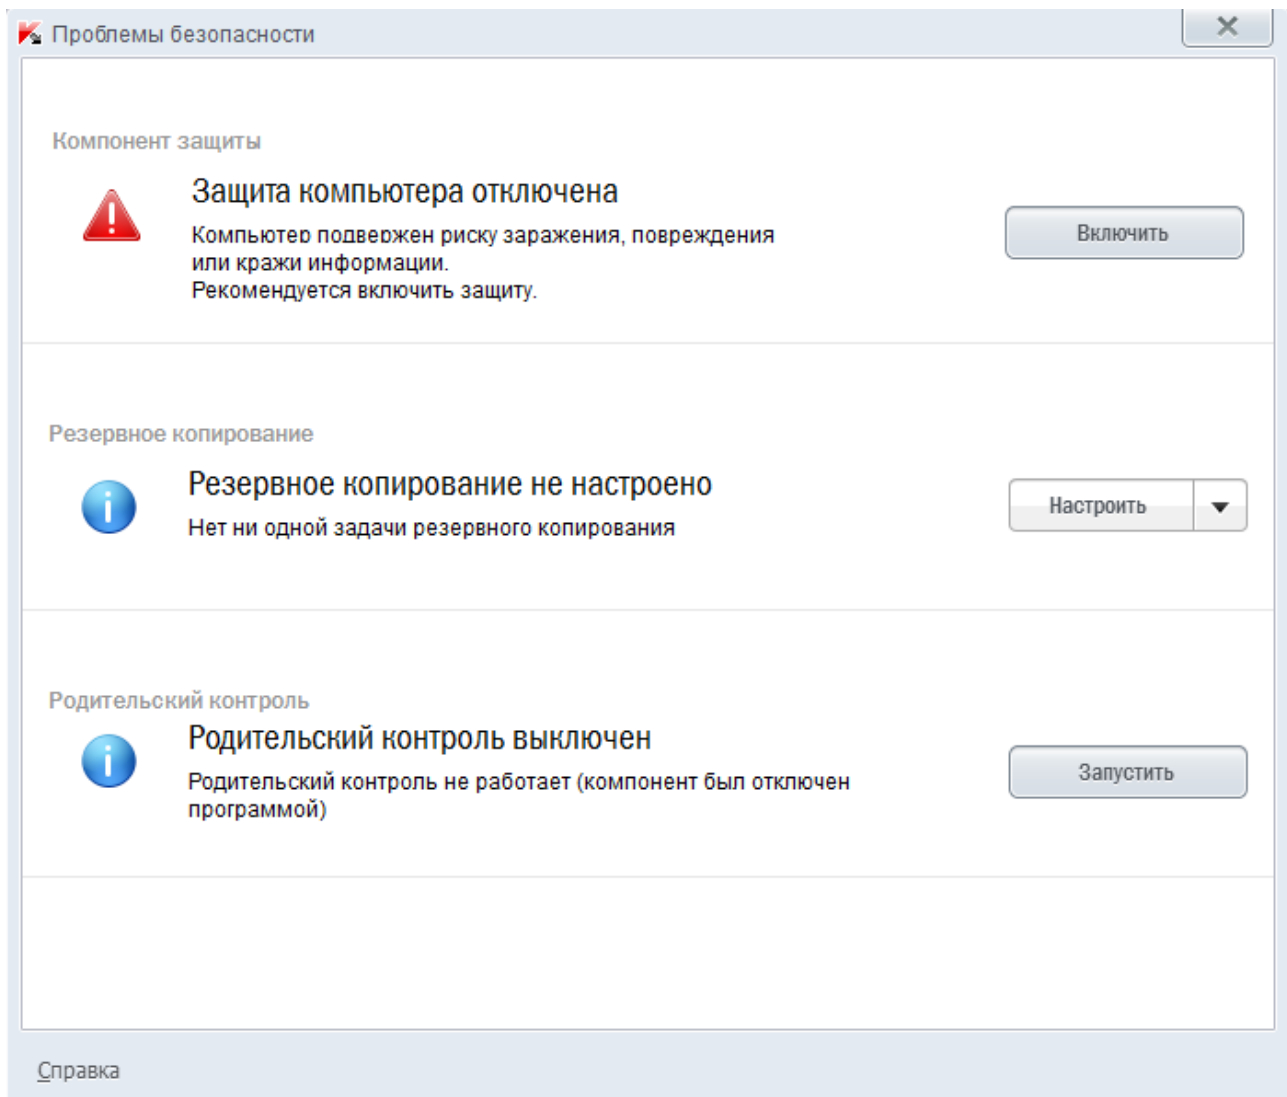 Проблемы безопасности
Компонент защиты
Защита компьютера отключена
Компьютер подвержен риску заражения, повреждения
или кражи информации.
Рекомендуется включить защиту.
Включить
Резервное копирование
Резервное копирование не настроено
Нет ни одной задачи резервного копирования
Настроить
Родительский контроль
Родительский контроль выключен
Родительский контроль не работает (компонент был отключен
программой)
Запустить
Справка